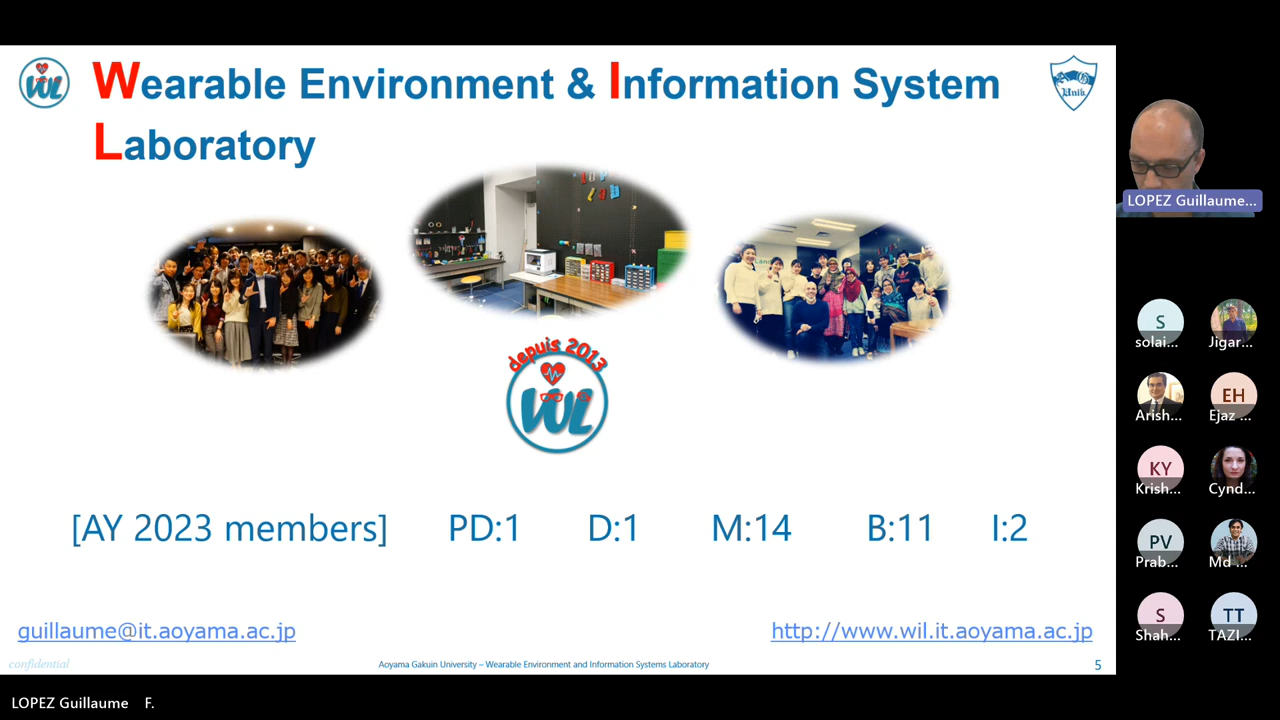 Wearable Environment & Information System
Laboratory
WIL
Unik
depuis 2013
WIL
[AY 2023 members] PD:1 D:1 M:14 B:11 I:2
guillaume@it.aoyama.ac.jp
http://www.wil.it.aoyama.ac.jp
confidential
Aoyama Gakuin University – Wearable Environment and Information Systems Laboratory
5
LOPEZ Guillaume...
S
solai...
Jigar...
Arish...
EH
Ejaz ...
KY
Krish...
Cynd...
PV
Prab...
Md ...
S
Shah...
TT
TAZI...
LOPEZ Guillaume F.